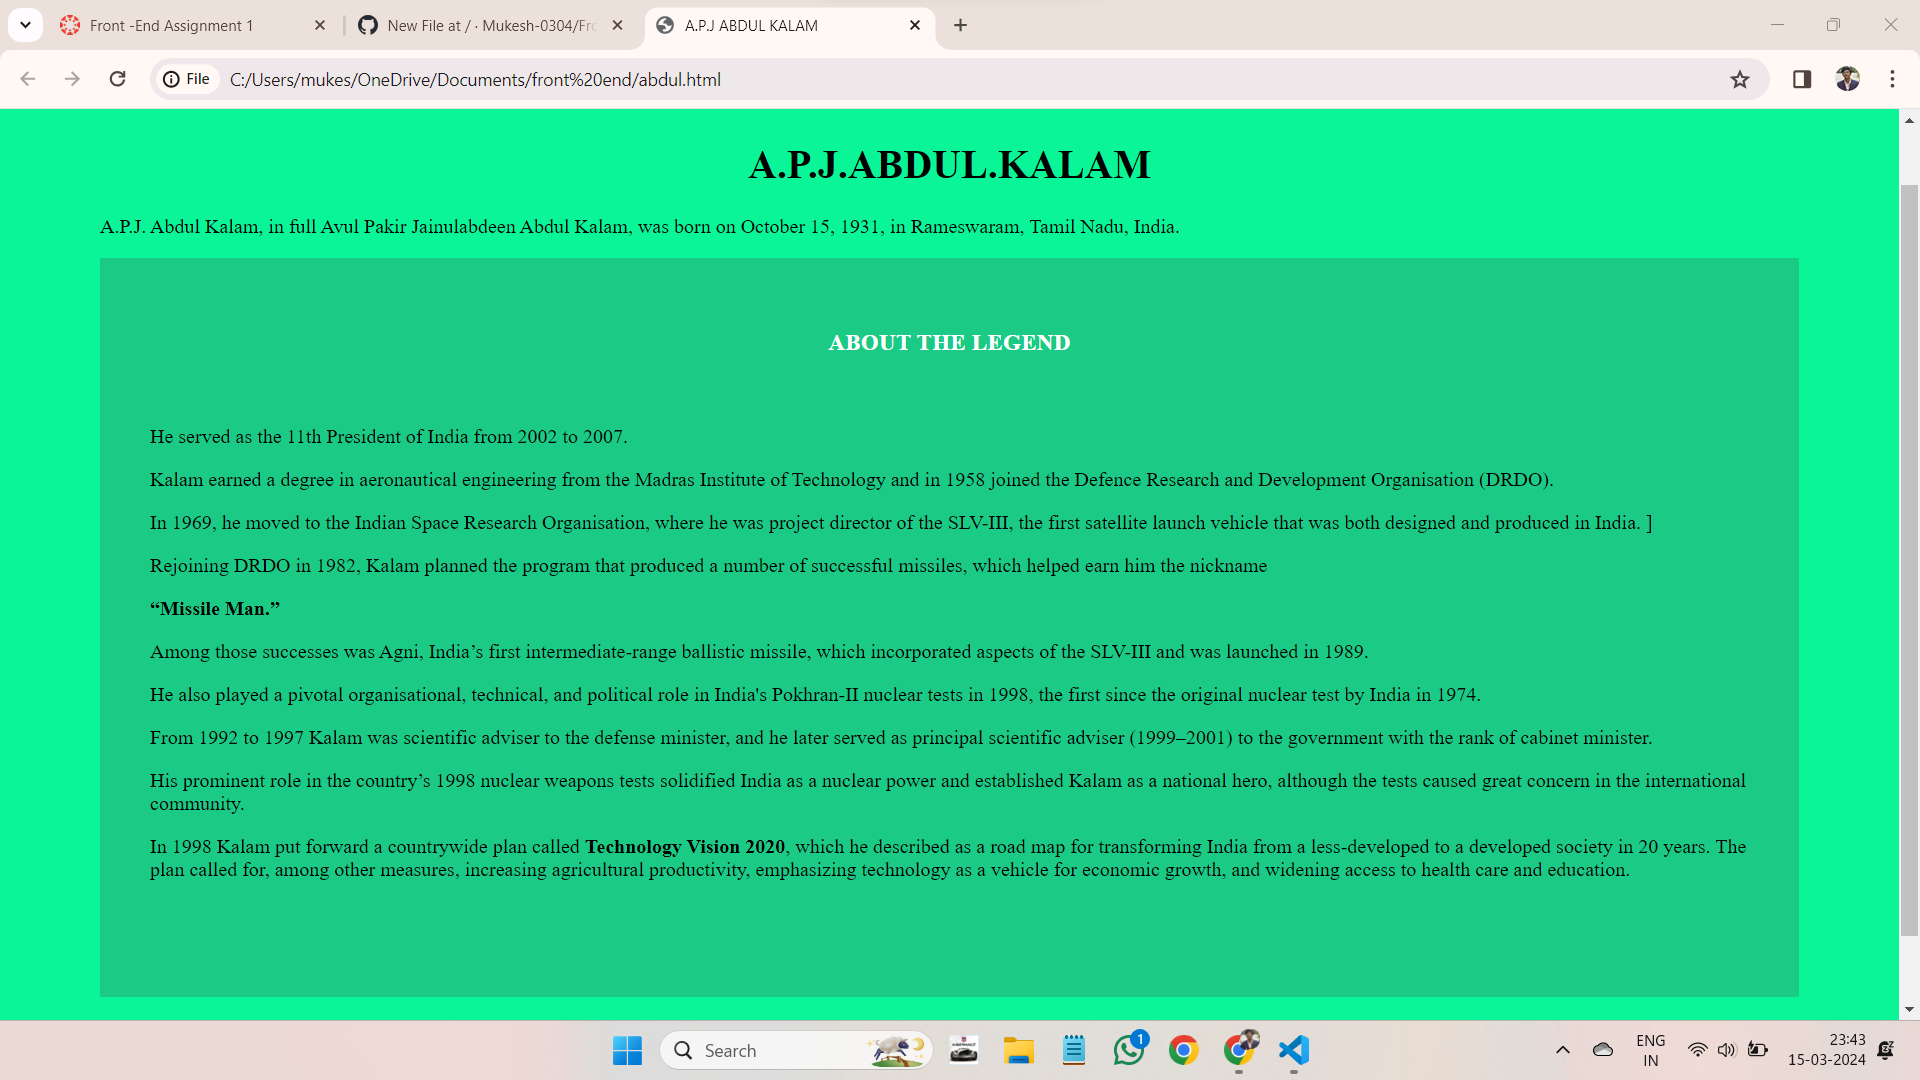 Front -End Assignment 1
New File at / · Mukesh-0304/Fro
A.P.J ABDUL KALAM
File
C:/Users/mukes/OneDrive/Documents/front%20end/abdul.html
A.P.J.ABDUL.KALAM
A.P.J. Abdul Kalam, in full Avul Pakir Jainulabdeen Abdul Kalam, was born on October 15, 1931, in Rameswaram, Tamil Nadu, India.
ABOUT THE LEGEND
He served as the 11th President of India from 2002 to 2007.
Kalam earned a degree in aeronautical engineering from the Madras Institute of Technology and in 1958 joined the Defence Research and Development Organisation (DRDO).
In 1969, he moved to the Indian Space Research Organisation, where he was project director of the SLV-III, the first satellite launch vehicle that was both designed and produced in India. ]
Rejoining DRDO in 1982, Kalam planned the program that produced a number of successful missiles, which helped earn him the nickname
“Missile Man.”
Among those successes was Agni, India’s first intermediate-range ballistic missile, which incorporated aspects of the SLV-III and was launched in 1989.
He also played a pivotal organisational, technical, and political role in India's Pokhran-II nuclear tests in 1998, the first since the original nuclear test by India in 1974.
From 1992 to 1997 Kalam was scientific adviser to the defense minister, and he later served as principal scientific adviser (1999–2001) to the government with the rank of cabinet minister.
His prominent role in the country’s 1998 nuclear weapons tests solidified India as a nuclear power and established Kalam as a national hero, although the tests caused great concern in the international
community.
In 1998 Kalam put forward a countrywide plan called Technology Vision 2020, which he described as a road map for transforming India from a less-developed to a developed society in 20 years. The
plan called for, among other measures, increasing agricultural productivity, emphasizing technology as a vehicle for economic growth, and widening access to health care and education.
Search
1
ENG
IN
23:43
15-03-2024